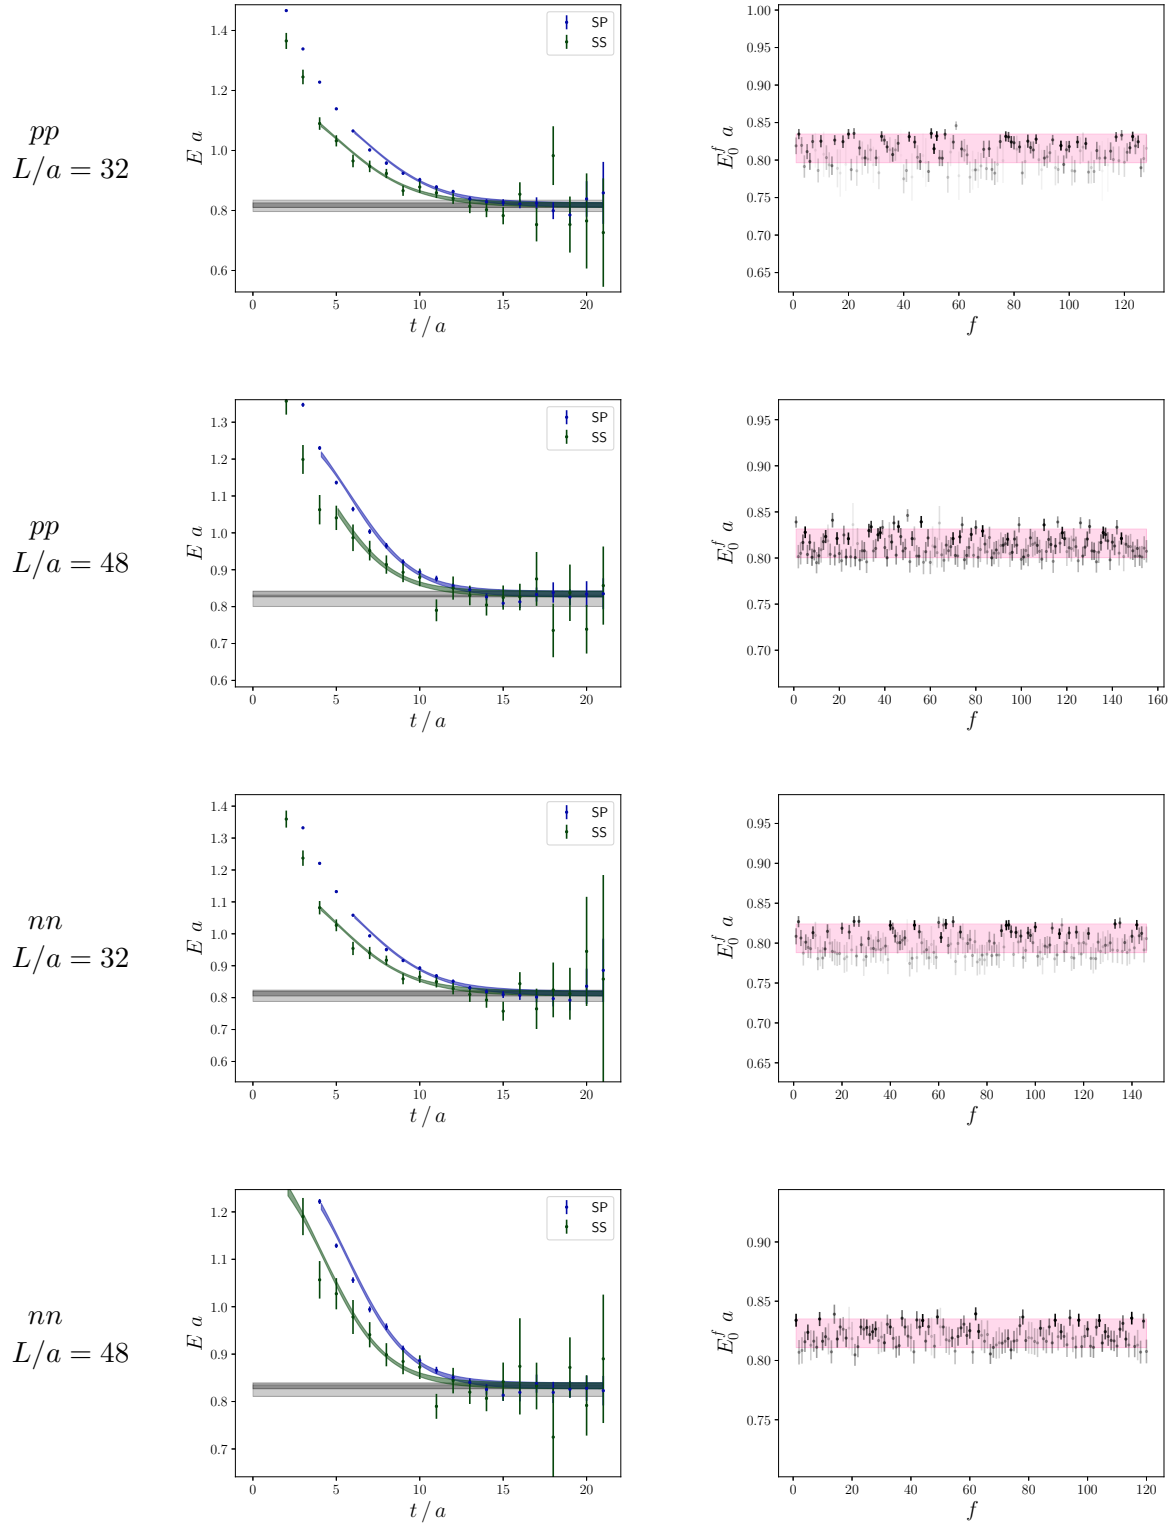 pp
L/a = 32
1.4
1.2
1.0
0.8
0.6
E a
0 5 10 15 20
t / a
SP
SS
1.00
0.95
0.90
0.85
0.80
0.75
0.70
0.65
E_0^f a
0 20 40 60 80 100 120
f
pp
L/a = 48
1.3
1.2
1.1
1.0
0.9
0.8
0.7
0.6
E a
0 5 10 15 20
t / a
SP
SS
0.95
0.90
0.85
0.80
0.75
0.70
E_0^f a
0 20 40 60 80 100 120 140 160
f
nn
L/a = 32
1.4
1.3
1.2
1.1
1.0
0.9
0.8
0.7
0.6
E a
0 5 10 15 20
t / a
SP
SS
0.95
0.90
0.85
0.80
0.75
0.70
0.65
E_0^f a
0 20 40 60 80 100 120 140
f
nn
L/a = 48
1.2
1.1
1.0
0.9
0.8
0.7
E a
0 5 10 15 20
t / a
SP
SS
0.90
0.85
0.80
0.75
E_0^f a
0 20 40 60 80 100 120
f